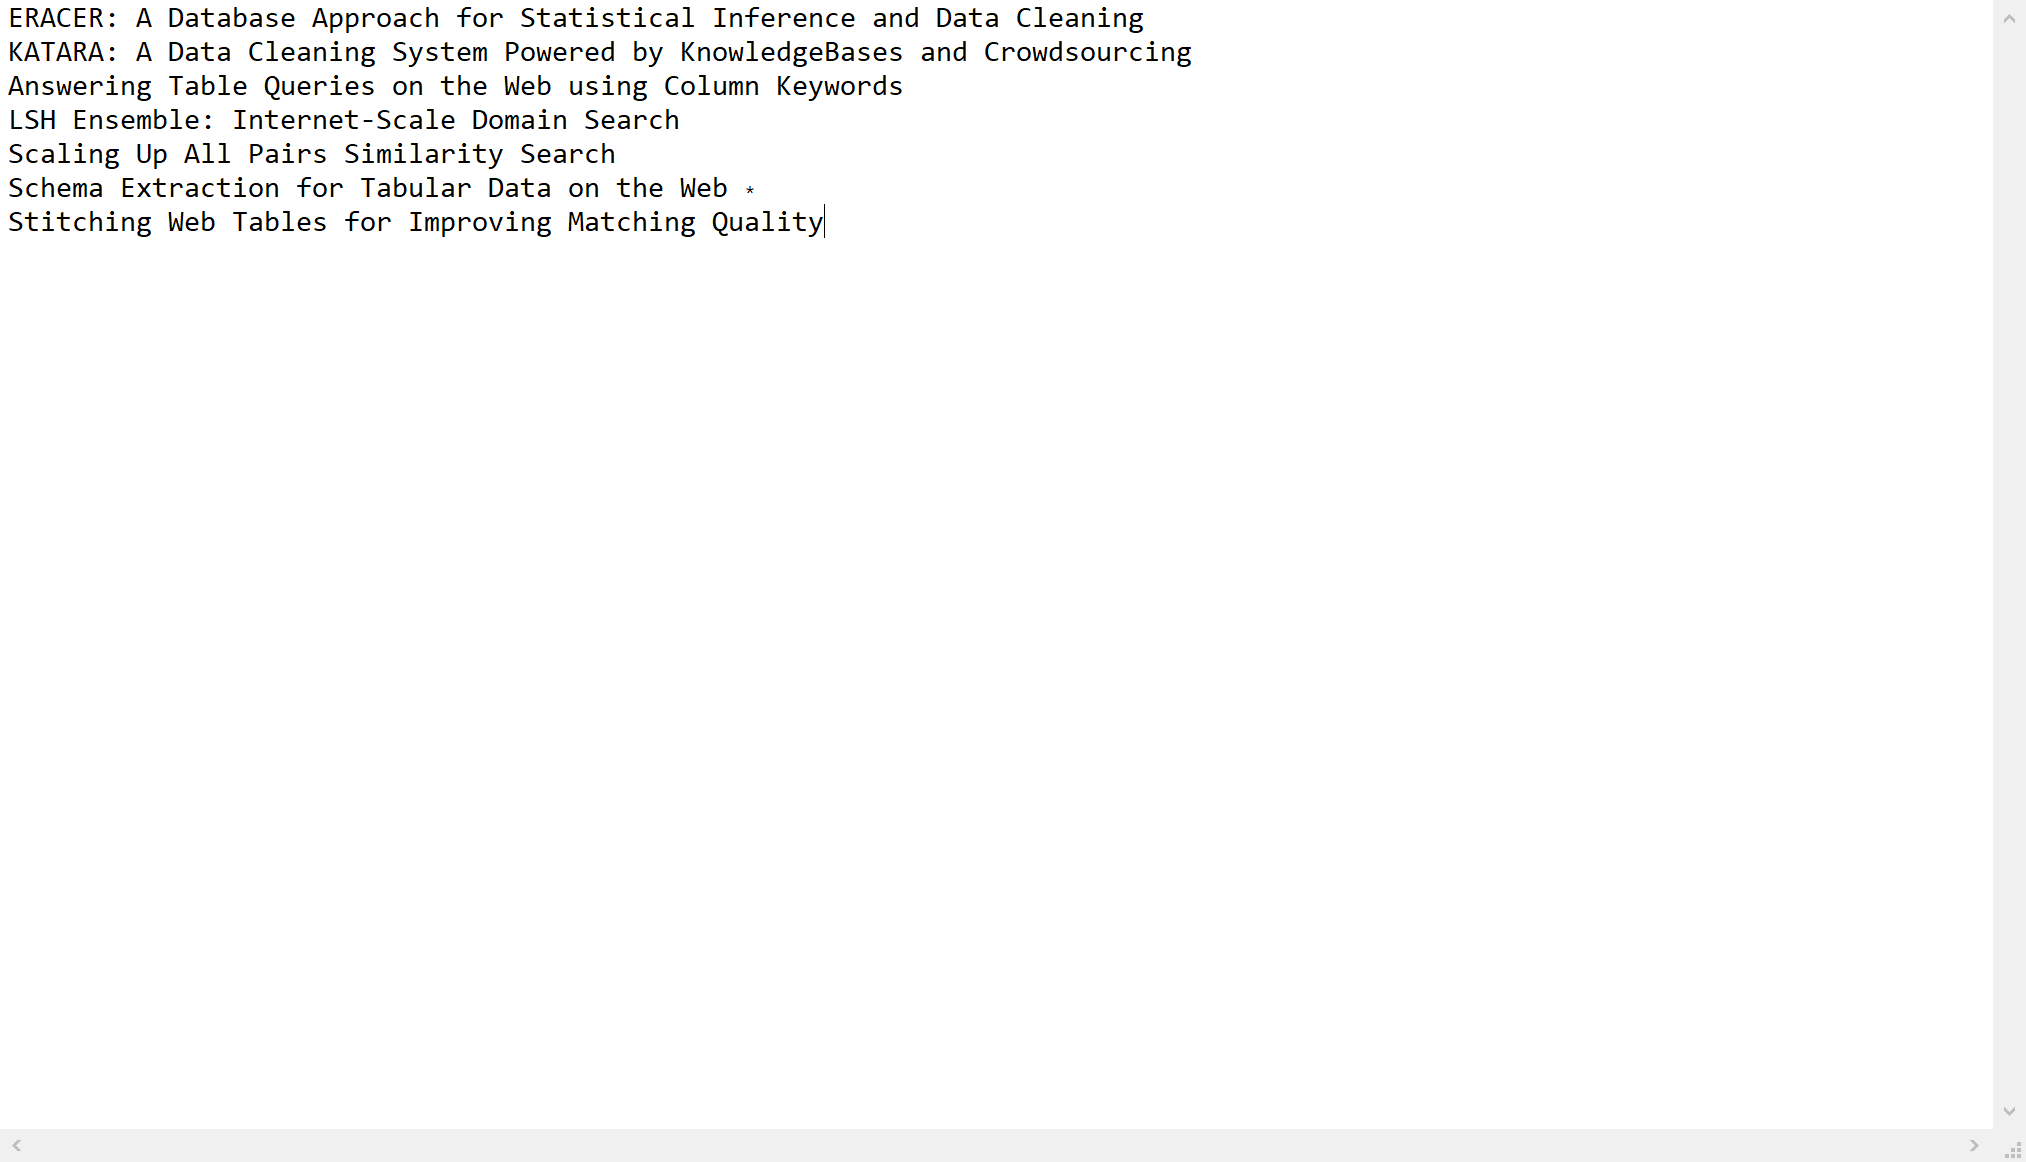 ERACER: A Database Approach for Statistical Inference and Data Cleaning
KATARA: A Data Cleaning System Powered by KnowledgeBases and Crowdsourcing
Answering Table Queries on the Web using Column Keywords
LSH Ensemble: Internet-Scale Domain Search
Scaling Up All Pairs Similarity Search
Schema Extraction for Tabular Data on the Web *
Stitching Web Tables for Improving Matching Quality